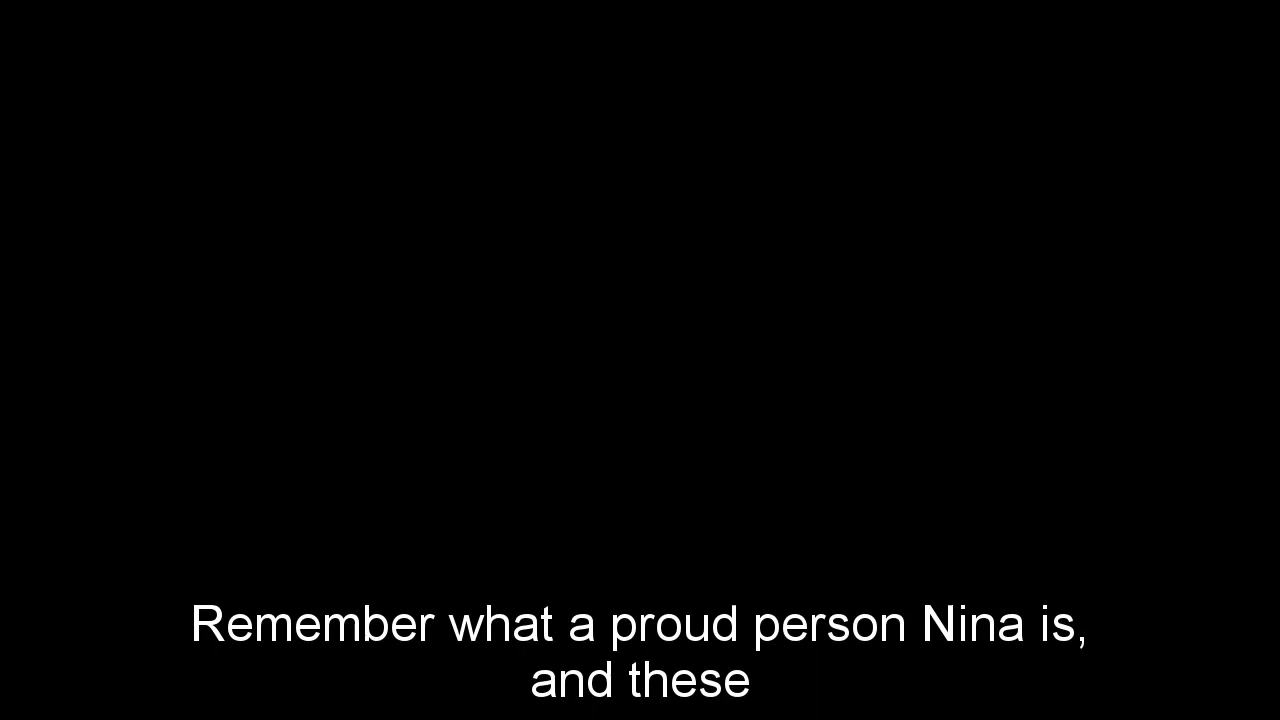 Remember what a proud person Nina is,
and these